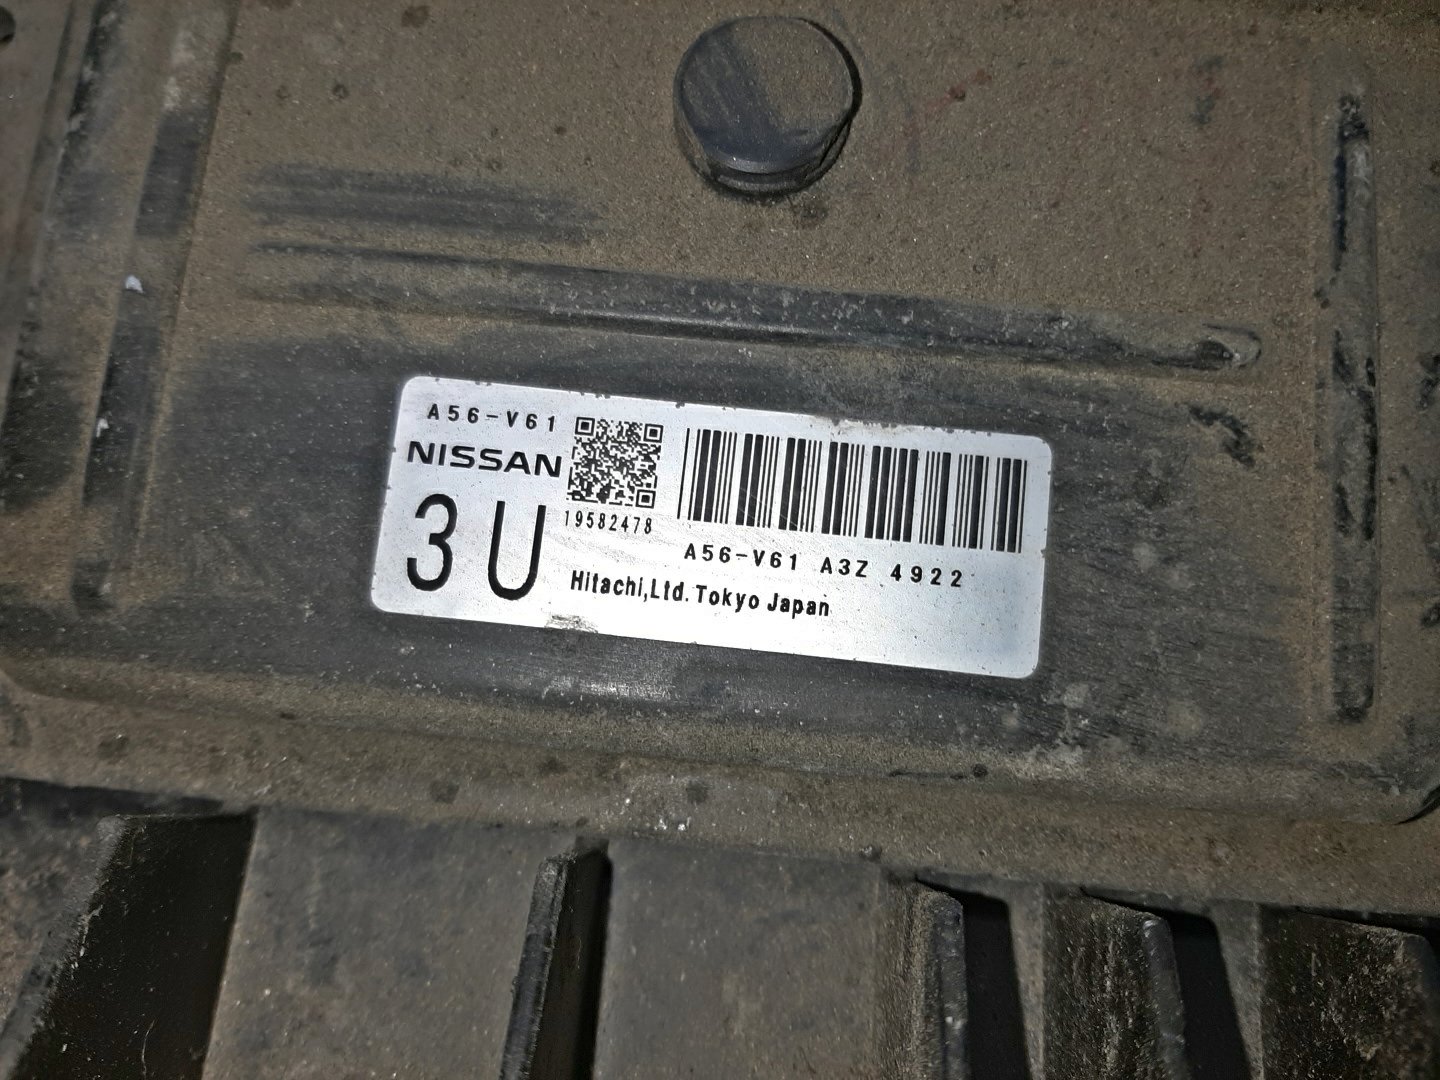 A56-V61
NISSAN
3U
19582478
A56-V61 A3Z 4922
Hitachi,Ltd. Tokyo Japan